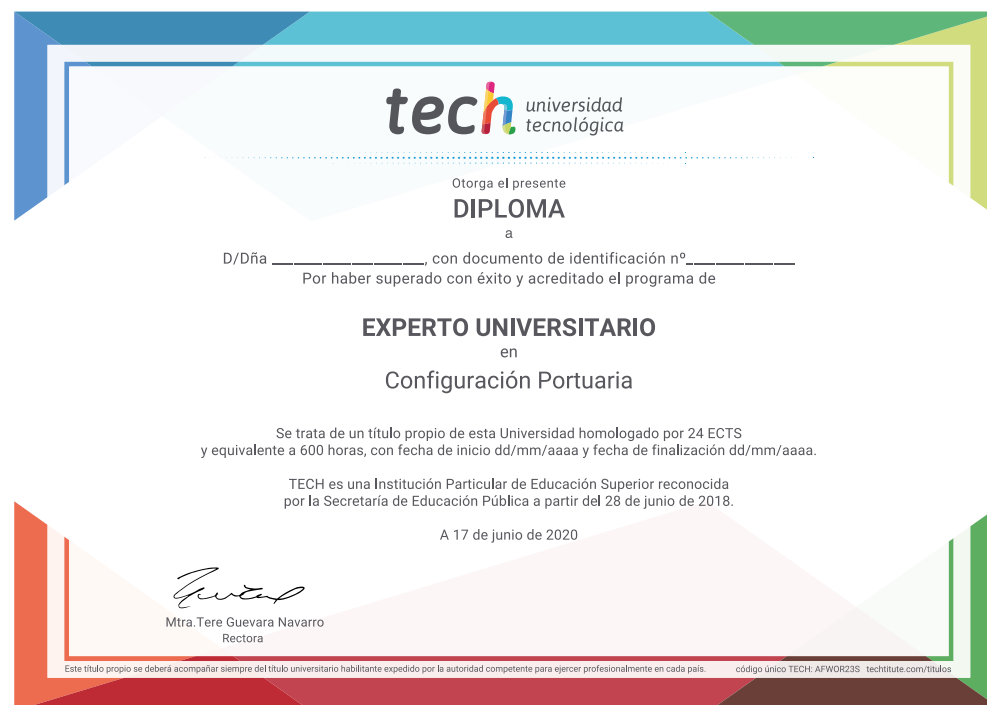 tech universidad
tecnológica
Otorga el presente
DIPLOMA
a
D/Dña ____________________, con documento de identificación nº______________
Por haber superado con éxito y acreditado el programa de
EXPERTO UNIVERSITARIO
en
Configuración Portuaria
Se trata de un título propio de esta Universidad homologado por 24 ECTS
y equivalente a 600 horas, con fecha de inicio dd/mm/aaaa y fecha de finalización dd/mm/aaaa.
TECH es una Institución Particular de Educación Superior reconocida
por la Secretaría de Educación Pública a partir del 28 de junio de 2018.
A 17 de junio de 2020
Mtra.Tere Guevara Navarro
Rectora
Este título propio se deberá acompañar siempre del título universitario habilitante expedido por la autoridad competente para ejercer profesionalmente en cada país. código único TECH: AFWOR23S techtitute.com/titulos